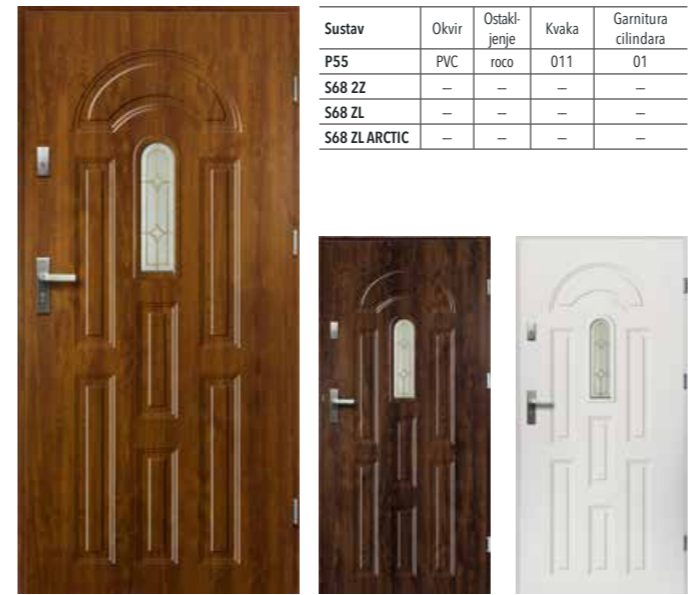 Sustav Okvir Ostakl-
jenje Kvaka Garnitura
cilindara
P55 PVC roco 011 01
S68 2Z – – – –
S68 ZL – – – –
S68 ZL ARCTIC – – – –